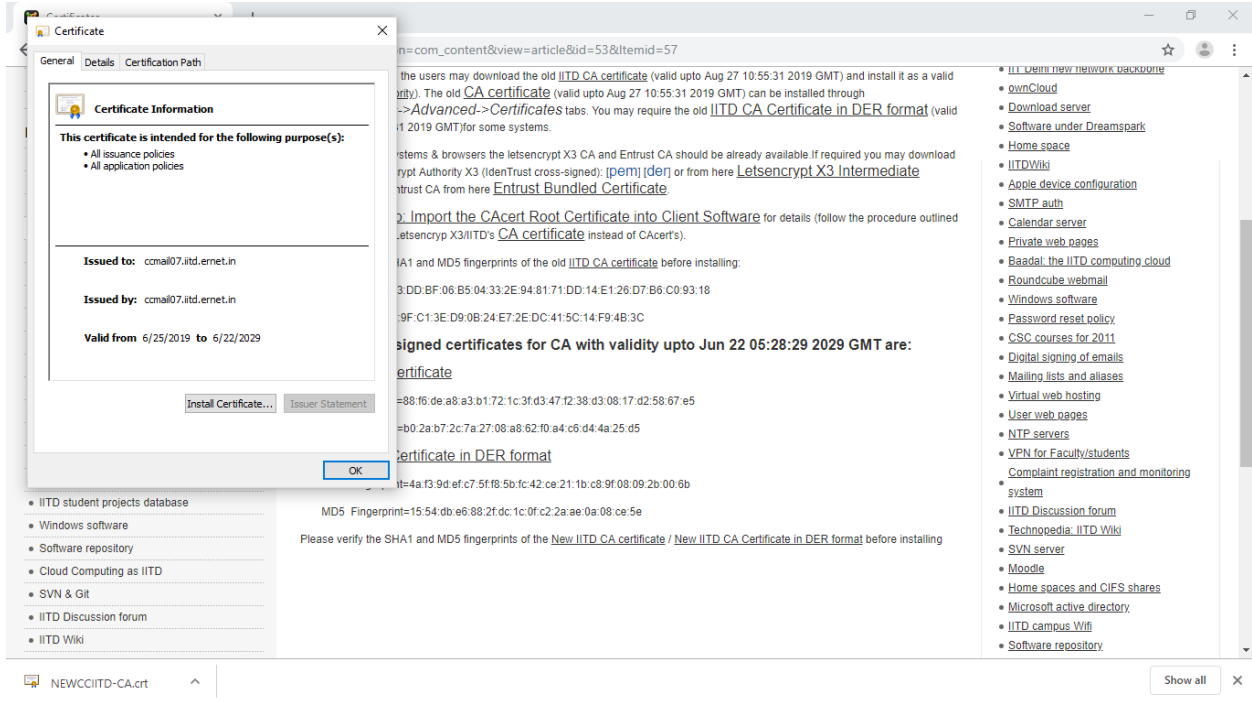 Certificate
General Details Certification Path
Certificate Information
This certificate is intended for the following purpose(s):
• All issuance policies
• All application policies
Issued to: ccmail07.iitd.ernet.in
Issued by: ccmail07.iitd.ernet.in
Valid from 6/25/2019 to 6/22/2029
Install Certificate... Issuer Statement
OK
n=com_content&view=article&id=53&Itemid=57
• IITD student projects database
• Windows software
• Software repository
• Cloud Computing as IITD
• SVN & Git
• IITD Discussion forum
• IITD Wiki
the users may download the old IITD CA certificate (valid upto Aug 27 10:55:31 2019 GMT) and install it as a valid
). The old CA certificate (valid upto Aug 27 10:55:31 2019 GMT) can be installed through
->Advanced->Certificates tabs. You may require the old IITD CA Certificate in DER format (valid
1 2019 GMT)for some systems.
stems & browsers the letsencrypt X3 CA and Entrust CA should be already available.If required you may download
rypt Authority X3 (IdenTrust cross-signed): [pem] [der] or from here Letsencrypt X3 Intermediate
ntrust CA from here Entrust Bundled Certificate.
o: Import the CAcert Root Certificate into Client Software for details (follow the procedure outlined
etsencryp X3/IITD's CA certificate instead of CAcert's).
HA1 and MD5 fingerprints of the old IITD CA certificate before installing:
3:DD:BF:06:B5:04:33:2E:94:81:71:DD:14:E1:26:D7:B6:C0:93:18
:9F:C1:3E:D9:0B:24:E7:2E:DC:41:5C:14:F9:4B:3C
signed certificates for CA with validity upto Jun 22 05:28:29 2029 GMT are:
ertificate
=88:f6:de:a8:a3:b1:72:1c:3f:d3:47:f2:38:d3:08:17:d2:58:67:e5
=b0:2a:b7:2c:7a:27:08:a8:62:f0:a4:c6:d4:4a:25:d5
Certificate in DER format
nt=4a:f3:9d:ef:c7:5f:f8:5b:fc:42:ce:21:1b:c8:9f:08:09:2b:00:6b
MD5 Fingerprint=15:54:db:e6:88:2f:dc:1c:0f:c2:2a:ae:0a:08:ce:5e
Please verify the SHA1 and MD5 fingerprints of the New IITD CA certificate / New IITD CA Certificate in DER format before installing
• IIT Delhi new network backbone
• ownCloud
• Download server
• Software under Dreamspark
• Home space
• IITDWiki
• Apple device configuration
• SMTP auth
• Calendar server
• Private web pages
• Baadal: the IITD computing cloud
• Roundcube webmail
• Windows software
• Password reset policy
• CSC courses for 2011
• Digital signing of emails
• Mailing lists and aliases
• Virtual web hosting
• User web pages
• NTP servers
• VPN for Faculty/students
• Complaint registration and monitoring
system
• IITD Discussion forum
• Technopedia: IITD Wiki
• SVN server
• Moodle
• Home spaces and CIFS shares
• Microsoft active directory
• IITD campus Wifi
• Software repository
NEWCCIITD-CA.crt
Show all